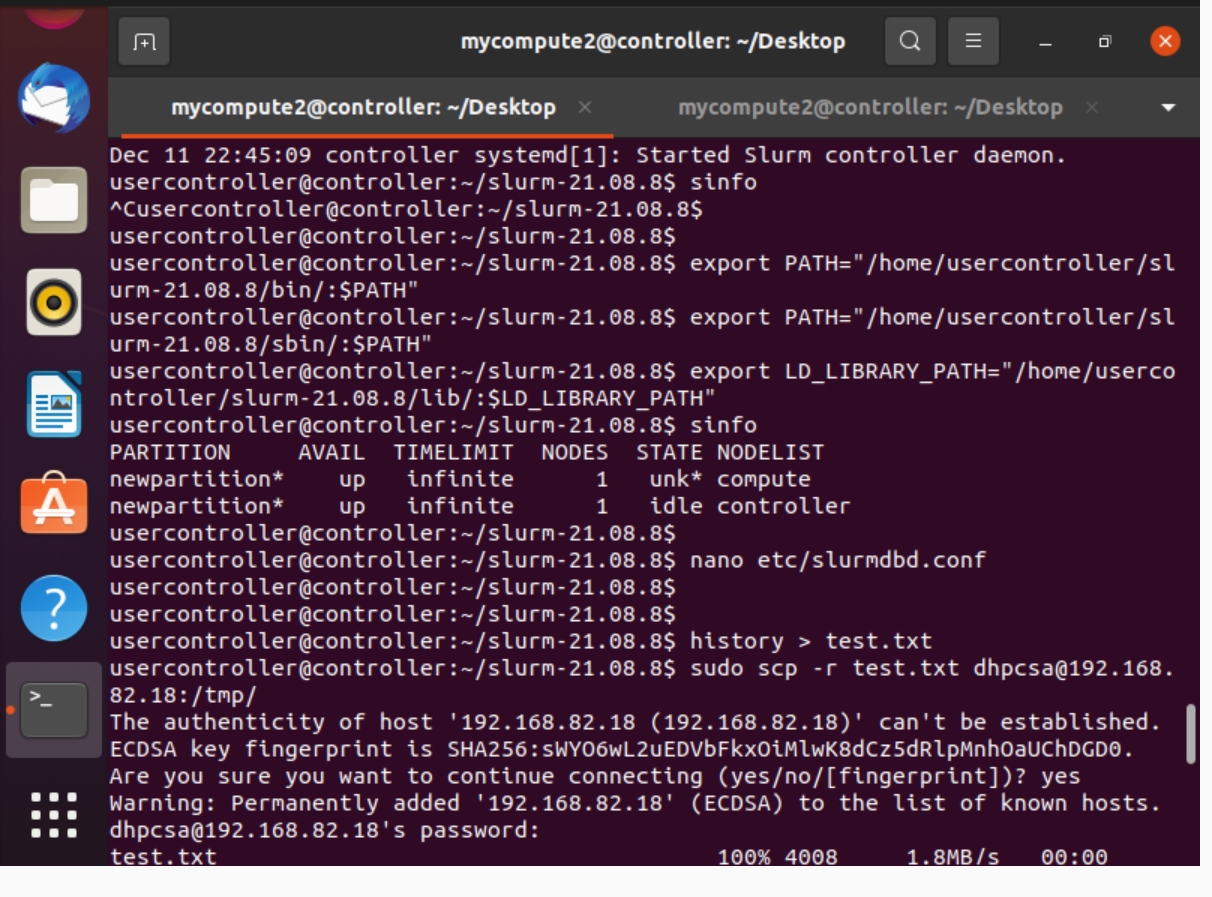 mycompute2@controller: ~/Desktop
mycompute2@controller: ~/Desktop
mycompute2@controller: ~/Desktop
Dec 11 22:45:09 controller systemd[1]: Started Slurm controller daemon.
usercontroller@controller:~/slurm-21.08.8$ sinfo
^Cusercontroller@controller:~/slurm-21.08.8$
usercontroller@controller:~/slurm-21.08.8$
usercontroller@controller:~/slurm-21.08.8$ export PATH="/home/usercontroller/sl
urm-21.08.8/bin/:$PATH"
usercontroller@controller:~/slurm-21.08.8$ export PATH="/home/usercontroller/sl
urm-21.08.8/sbin/:$PATH"
usercontroller@controller:~/slurm-21.08.8$ export LD_LIBRARY_PATH="/home/userco
ntroller/slurm-21.08.8/lib/:$LD_LIBRARY_PATH"
usercontroller@controller:~/slurm-21.08.8$ sinfo
PARTITION     AVAIL  TIMELIMIT  NODES  STATE NODELIST
newpartition*    up   infinite      1   unk* compute
newpartition*    up   infinite      1   idle controller
usercontroller@controller:~/slurm-21.08.8$
usercontroller@controller:~/slurm-21.08.8$ nano etc/slurmdbd.conf
usercontroller@controller:~/slurm-21.08.8$
usercontroller@controller:~/slurm-21.08.8$
usercontroller@controller:~/slurm-21.08.8$ history > test.txt
usercontroller@controller:~/slurm-21.08.8$ sudo scp -r test.txt dhpcsa@192.168.
82.18:/tmp/
The authenticity of host '192.168.82.18 (192.168.82.18)' can't be established.
ECDSA key fingerprint is SHA256:sWYO6wL2uEDVbFkxOiMlwK8dCz5dRlpMnhOaUChDGD0.
Are you sure you want to continue connecting (yes/no/[fingerprint])? yes
Warning: Permanently added '192.168.82.18' (ECDSA) to the list of known hosts.
dhpcsa@192.168.82.18's password:
test.txt                                     100% 4008     1.8MB/s   00:00